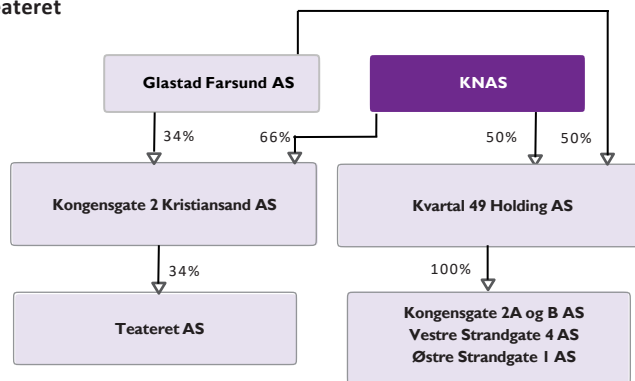 eateret
Glastad Farsund AS
KNAS
34%
66%
50%
50%
Kongensgate 2 Kristiansand AS
Kvartal 49 Holding AS
34%
100%
Teateret AS
Kongensgate 2A og B AS
Vestre Strandgate 4 AS
Østre Strandgate 1 AS